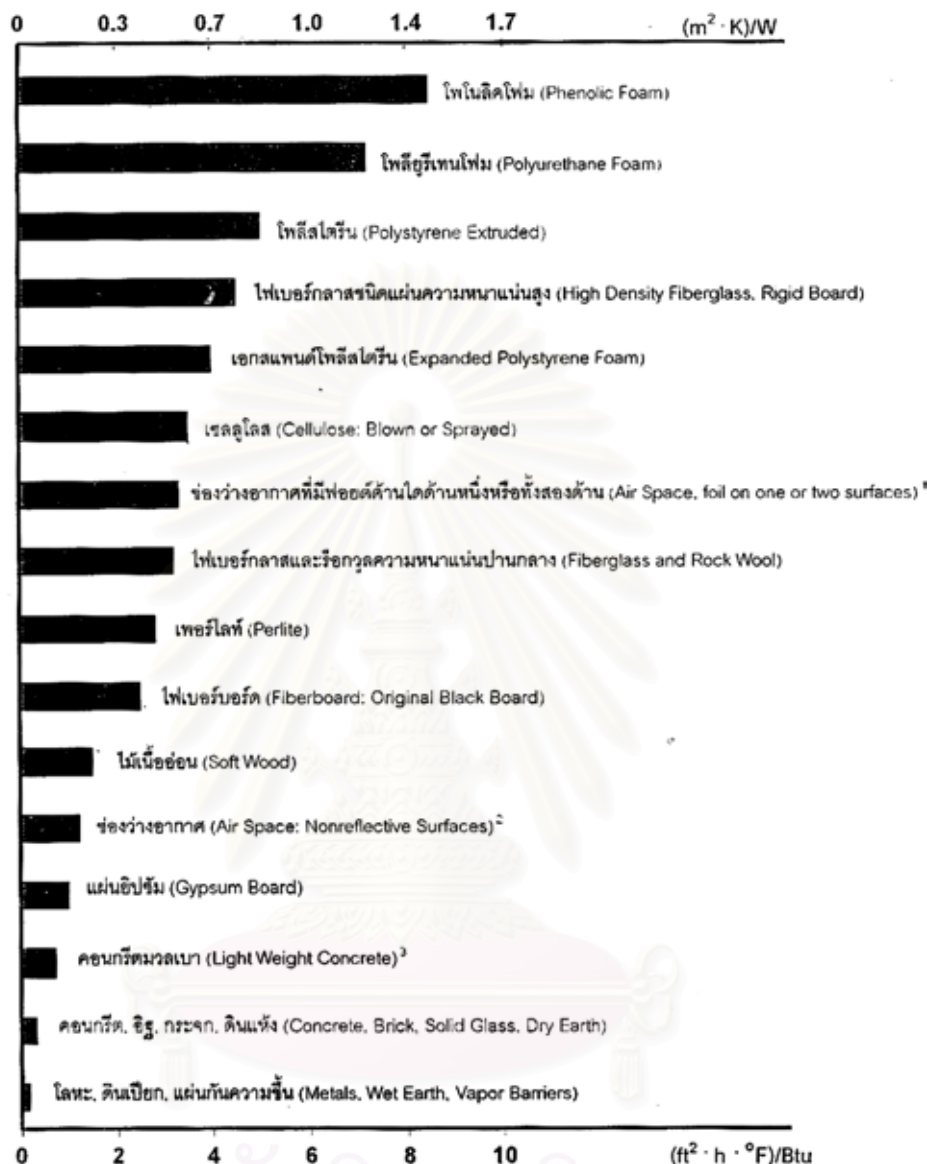 0 0.3 0.7 1.0 1.4 1.7 (m² · K)/W
โพโนลิคโฟม (Phenolic Foam)
โพลียูรีเทนโฟม (Polyurethane Foam)
โพลีสไตรีน (Polystyrene Extruded)
ไฟเบอร์กลาสชนิดแผ่นความหนาแน่นสูง (High Density Fiberglass, Rigid Board)
เอกสแพนด์โพลีสไตรีน (Expanded Polystyrene Foam)
เซลลูโลส (Cellulose: Blown or Sprayed)
ช่องว่างอากาศที่มีฟอยต์ด้านใดด้านหนึ่งหรือทั้งสองด้าน (Air Space, foil on one or two surfaces)
ไฟเบอร์กลาสและร็อกวูลความหนาแน่นปานกลาง (Fiberglass and Rock Wool)
เพอร์ไลท์ (Perlite)
ไฟเบอร์บอร์ด (Fiberboard: Original Black Board)
ไม้เนื้ออ่อน (Soft Wood)
ช่องว่างอากาศ (Air Space: Nonreflective Surfaces)²
แผ่นยิปซัม (Gypsum Board)
คอนกรีตมวลเบา (Light Weight Concrete)³
คอนกรีต, อิฐ, กระจก, ดินแห้ง (Concrete, Brick, Solid Glass, Dry Earth)
โลหะ, ดินเปียก, แผ่นกันความชื้น (Metals, Wet Earth, Vapor Barriers)
0 2 4 6 8 10 (ft² · h · °F)/Btu